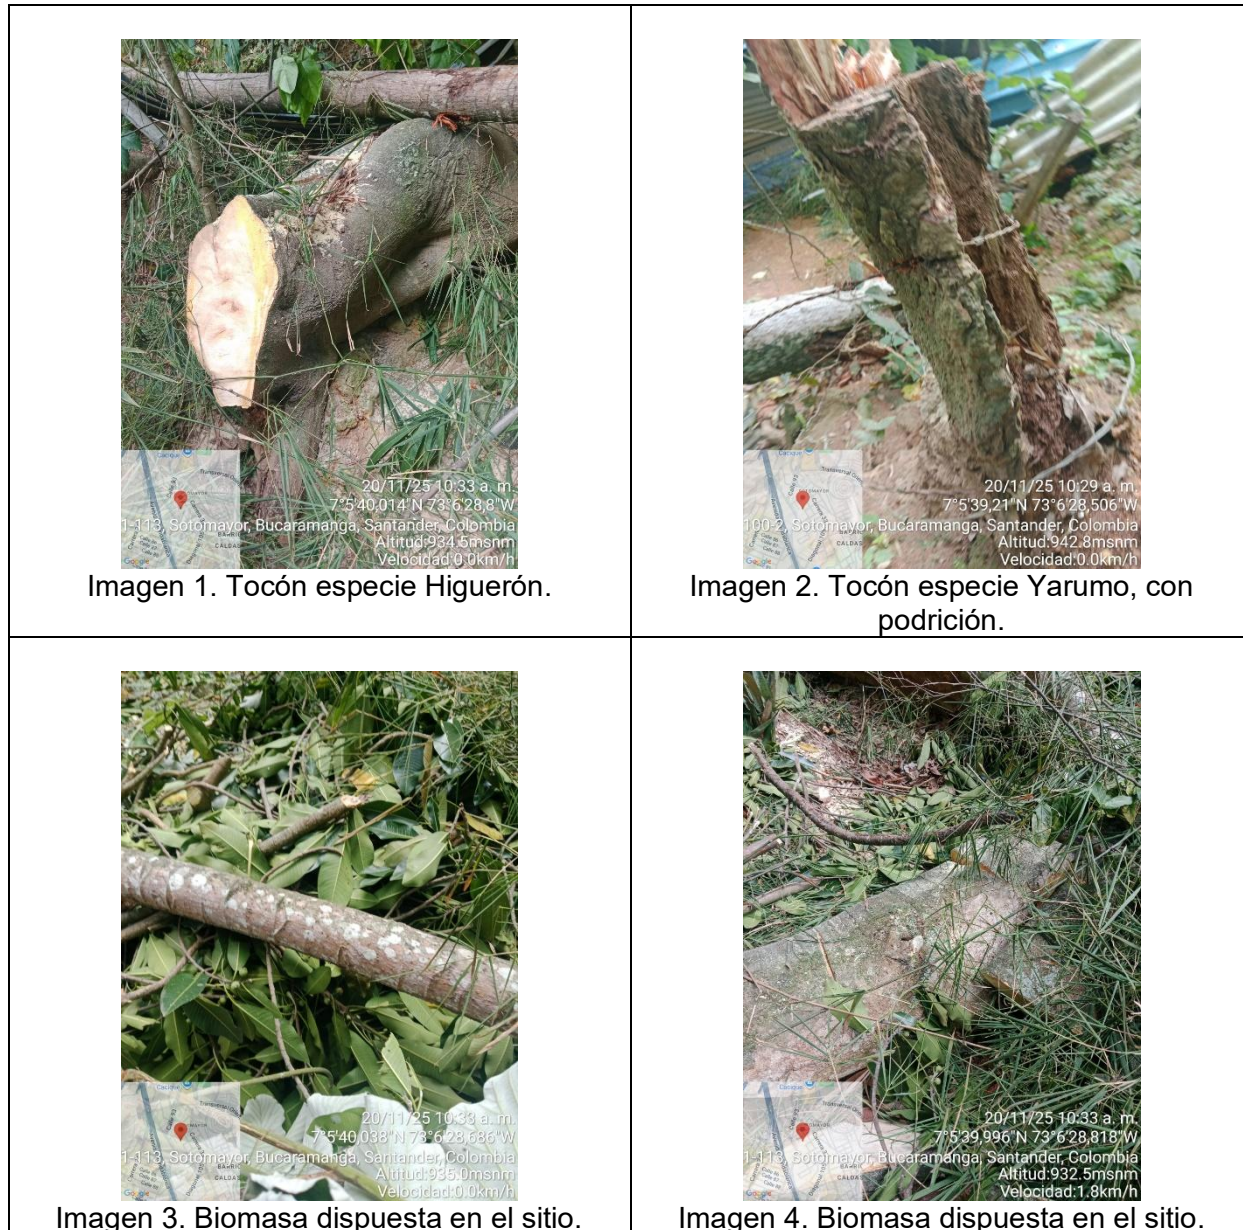 20/11/25 10:33 a. m.
7°5'40,014"N 73°6'28,8"W
1-113, Sotomayor, Bucaramanga, Santander, Colombia
Altitud:934.5msnm
Velocidad:0.0km/h
Google
Imagen 1. Tocón especie Higuerón.
20/11/25 10:29 a. m.
7°5'39,21"N 73°6'28,506"W
100-2, Sotomayor, Bucaramanga, Santander, Colombia
Altitud:942.8msnm
Velocidad:0.0km/h
Google
Imagen 2. Tocón especie Yarumo, con
podrición.
20/11/25 10:33 a. m.
7°5'40,038"N 73°6'28,686"W
1-113, Sotomayor, Bucaramanga, Santander, Colombia
Altitud:935.0msnm
Velocidad:0.0km/h
Google
Imagen 3. Biomasa dispuesta en el sitio.
20/11/25 10:33 a. m.
7°5'39,996"N 73°6'28,818"W
1-113, Sotomayor, Bucaramanga, Santander, Colombia
Altitud:932.5msnm
Velocidad:1.8km/h
Google
Imagen 4. Biomasa dispuesta en el sitio.